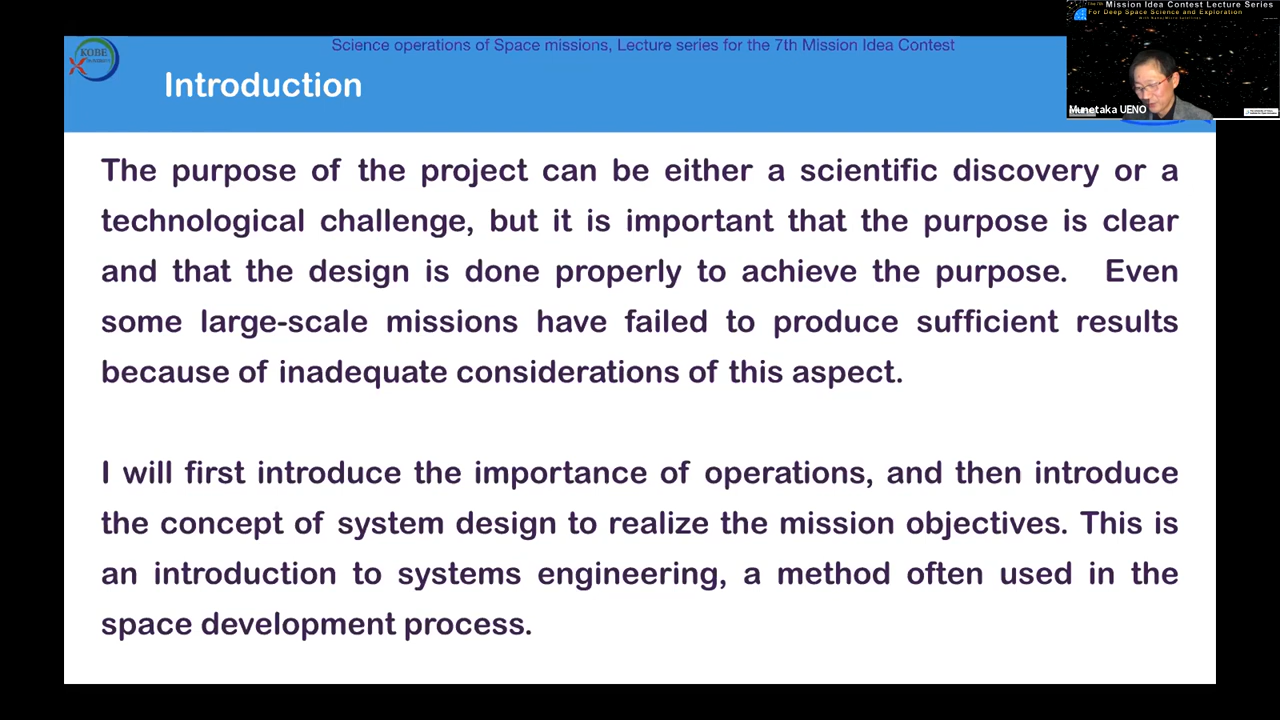 Mission Idea Contest Lecture Series
For Deep Space Science and Exploration
Science operations of Space missions, Lecture series for the 7th Mission Idea Contest
KOBE
Introduction
Munetaka UENO
The purpose of the project can be either a scientific discovery or a
technological challenge, but it is important that the purpose is clear
and that the design is done properly to achieve the purpose. Even
some large-scale missions have failed to produce sufficient results
because of inadequate considerations of this aspect.
I will first introduce the importance of operations, and then introduce
the concept of system design to realize the mission objectives. This is
an introduction to systems engineering, a method often used in the
space development process.